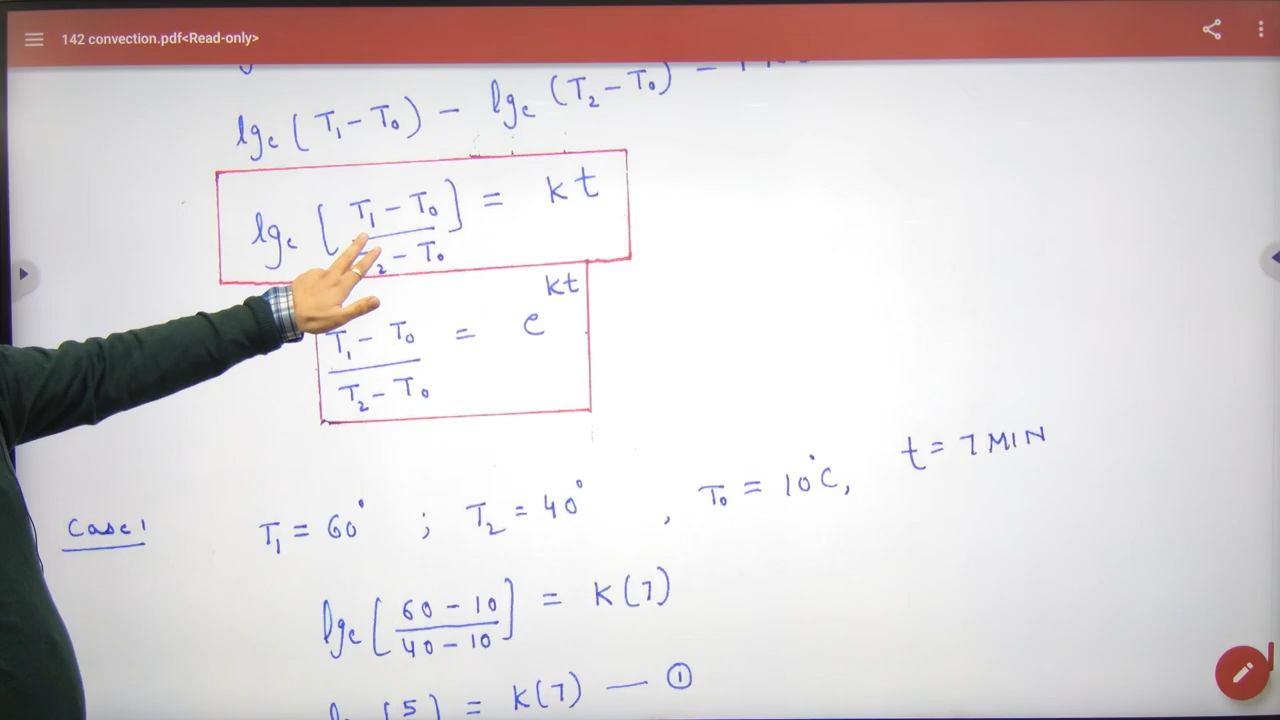 142 convection.pdf<Read-only>
lge (T1 - T0) - lge (T2 - T0) -
lge [T1 - T0 / 2 - T0] = kt
T1 - T0 / T2 - T0 = e^kt
Case 1 T1 = 60° ; T2 = 40° , T0 = 10°C, t = 7 MIN
lge [60 - 10 / 40 - 10] = K(7)
[5 ] = K(7) — ①